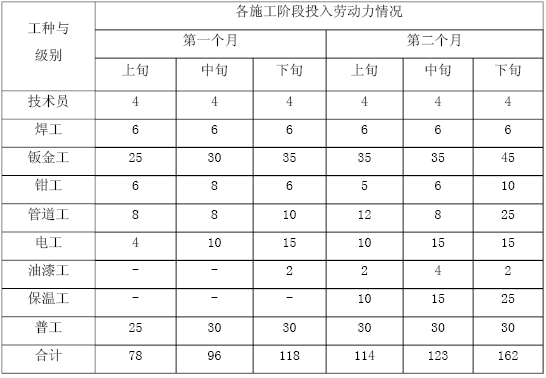 工种与
级别
各施工阶段投入劳动力情况
第一个月 第二个月
上旬 中旬 下旬 上旬 中旬 下旬
技术员 4 4 4 4 4 4
焊工 6 6 6 6 6 6
钣金工 25 30 35 35 35 45
钳工 6 8 6 5 6 10
管道工 8 8 10 12 8 25
电工 4 10 15 10 15 15
油漆工 - - 2 2 4 2
保温工 - - - 10 15 25
普工 25 30 30 30 30 30
合计 78 96 118 114 123 162